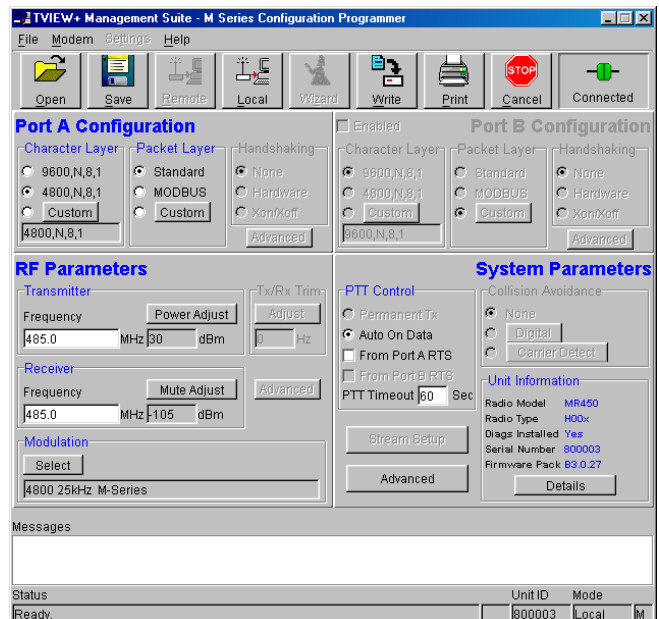 TVIEW+ Management Suite - M Series Configuration Programmer
File Modem Settings Help
Open Save Remote Local Wizard Write Print STOP Cancel Connected
Port A Configuration
Character Layer Packet Layer Handshaking
9600,N,8,1 Standard None
4800,N,8,1 MODBUS Hardware
Custom Custom Xon/Xoff
4800,N,8,1 Advanced
Enabled Port B Configuration
Character Layer Packet Layer Handshaking
9600,N,8,1 Standard None
4800,N,8,1 MODBUS Hardware
Custom Custom Xon/Xoff
9600,N,8,1 Advanced
RF Parameters
Transmitter Tx/Rx Trim
Frequency Power Adjust Adjust
485.0 MHz 30 dBm 0 Hz
Receiver
Frequency Mute Adjust Advanced
485.0 MHz -105 dBm
Modulation
Select
4800 25kHz M-Series
System Parameters
PTT Control
Permanent Tx
Auto On Data
From Port A RTS
From Port B RTS
PTT Timeout 60 Sec
Stream Setup
Advanced
Collision Avoidance
None
Digital
Carrier Detect
Unit Information
Radio Model MR450
Radio Type H00x
Diags Installed Yes
Serial Number 800003
Firmware Pack B3.0.27
Details
Messages
Status Unit ID Mode
Ready. 800003 Local M